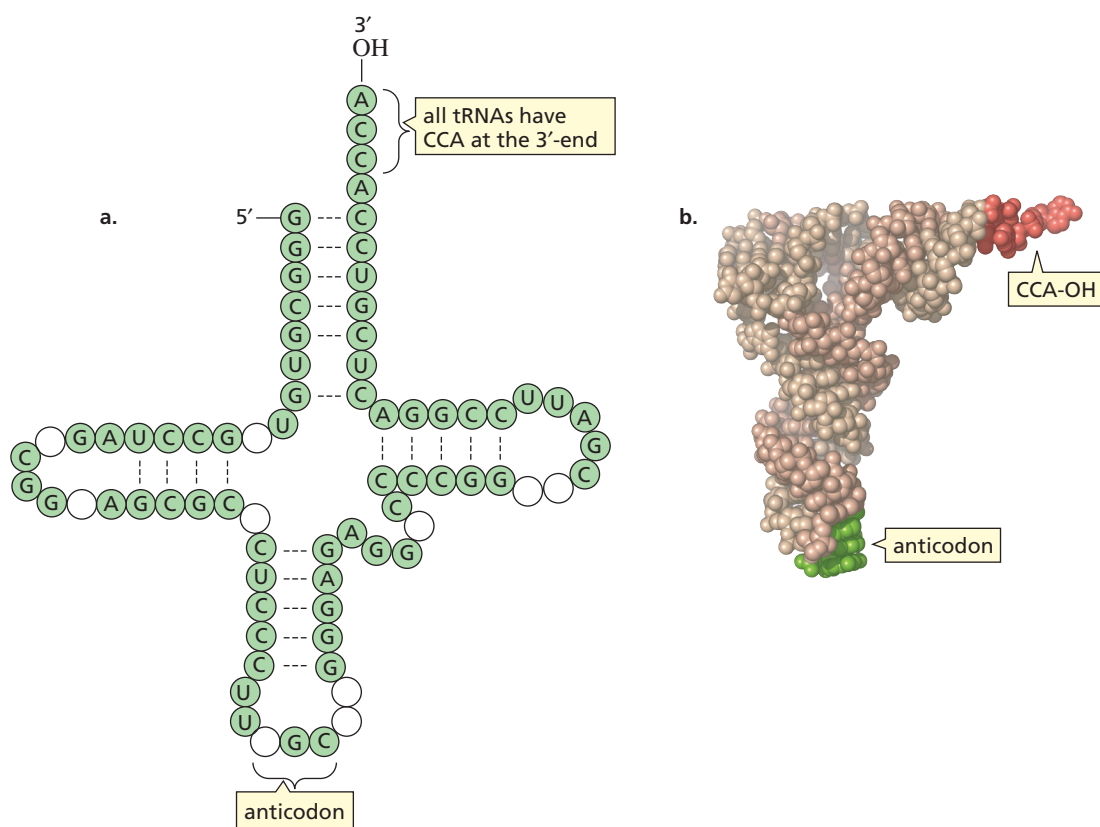 3′
OH
A
C
C
A
C
C
U
G
C
U
C
all tRNAs have
CCA at the 3′-end
a.
5′
G
G
G
C
G
U
G
U
G A U C C G
C
G
G A G C G C
A G G C C U U A
G
C
C C C G G
C
G
G
A
C
U
C
C
C
U
U
G C
G
A
G
G
G
anticodon
b.
CCA-OH
anticodon